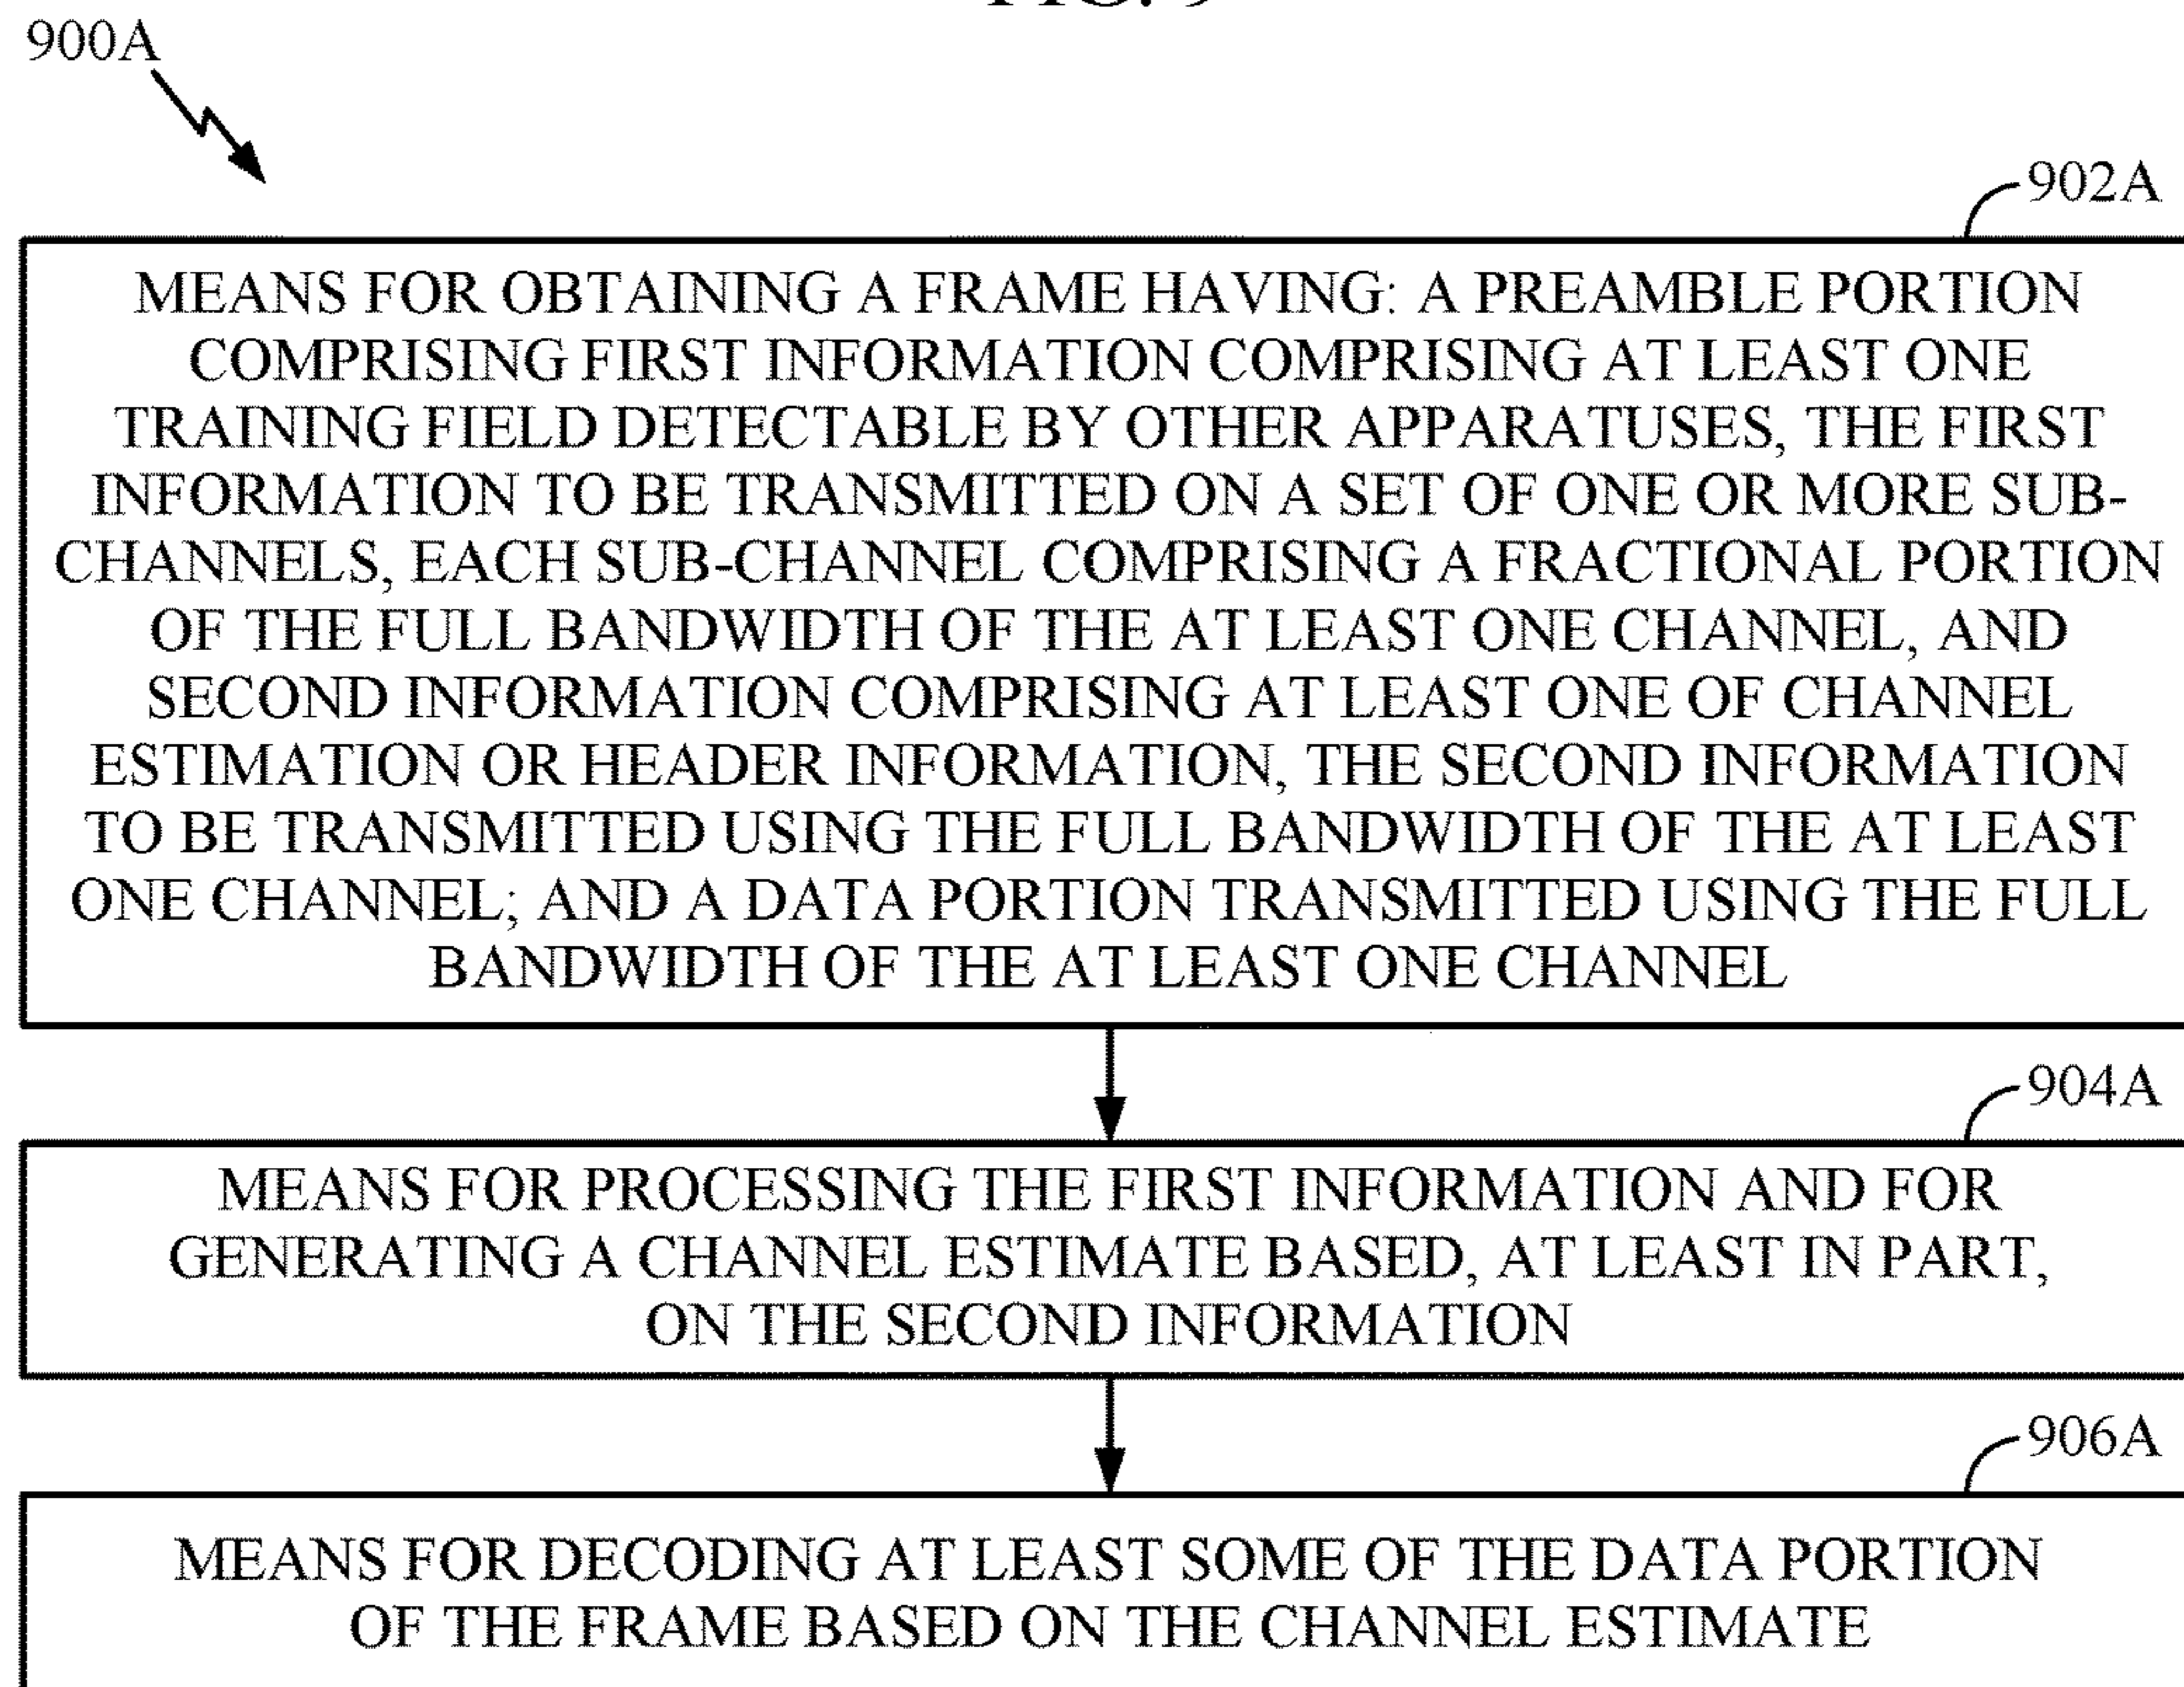 900A
902A
MEANS FOR OBTAINING A FRAME HAVING: A PREAMBLE PORTION
COMPRISING FIRST INFORMATION COMPRISING AT LEAST ONE
TRAINING FIELD DETECTABLE BY OTHER APPARATUSES, THE FIRST
INFORMATION TO BE TRANSMITTED ON A SET OF ONE OR MORE SUB-
CHANNELS, EACH SUB-CHANNEL COMPRISING A FRACTIONAL PORTION
OF THE FULL BANDWIDTH OF THE AT LEAST ONE CHANNEL, AND
SECOND INFORMATION COMPRISING AT LEAST ONE OF CHANNEL
ESTIMATION OR HEADER INFORMATION, THE SECOND INFORMATION
TO BE TRANSMITTED USING THE FULL BANDWIDTH OF THE AT LEAST
ONE CHANNEL; AND A DATA PORTION TRANSMITTED USING THE FULL
BANDWIDTH OF THE AT LEAST ONE CHANNEL
904A
MEANS FOR PROCESSING THE FIRST INFORMATION AND FOR
GENERATING A CHANNEL ESTIMATE BASED, AT LEAST IN PART,
ON THE SECOND INFORMATION
906A
MEANS FOR DECODING AT LEAST SOME OF THE DATA PORTION
OF THE FRAME BASED ON THE CHANNEL ESTIMATE